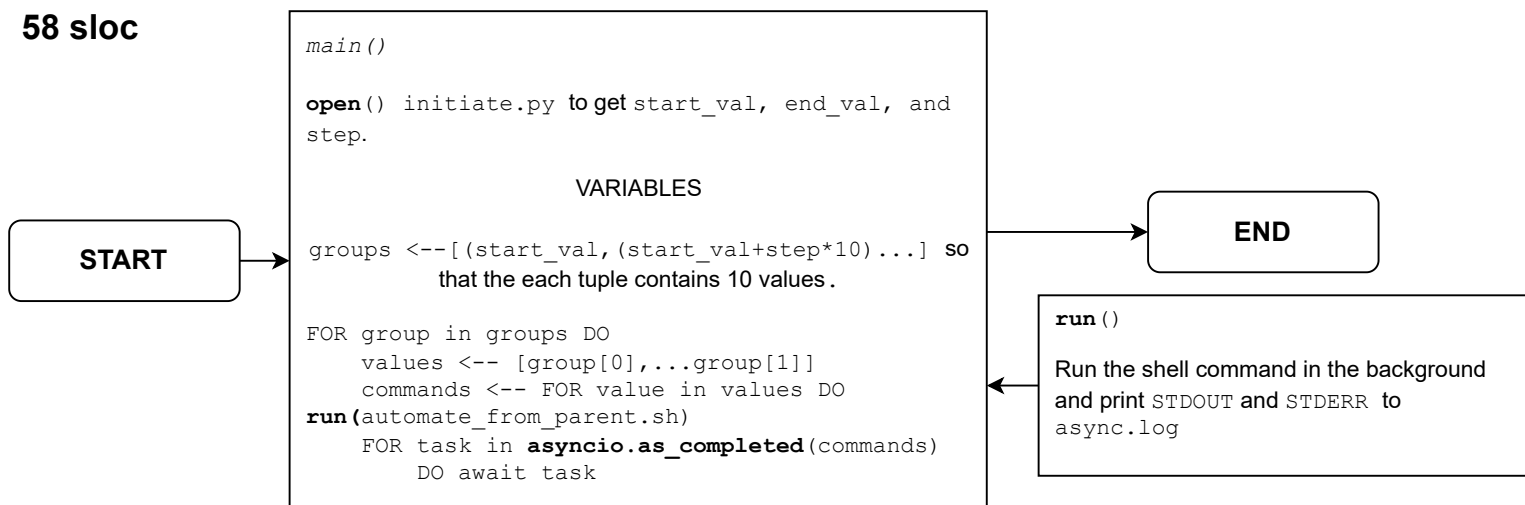 58 sloc
main()
open() initiate.py to get start_val, end_val, and
step.
VARIABLES
groups <--[(start_val,(start_val+step*10)...] so
that the each tuple contains 10 values.
FOR group in groups DO
values <-- [group[0],...group[1]]
commands <-- FOR value in values DO
run(automate_from_parent.sh)
FOR task in asyncio.as_completed(commands)
DO await task
START
END
run()
Run the shell command in the background
and print STDOUT and STDERR to
async.log